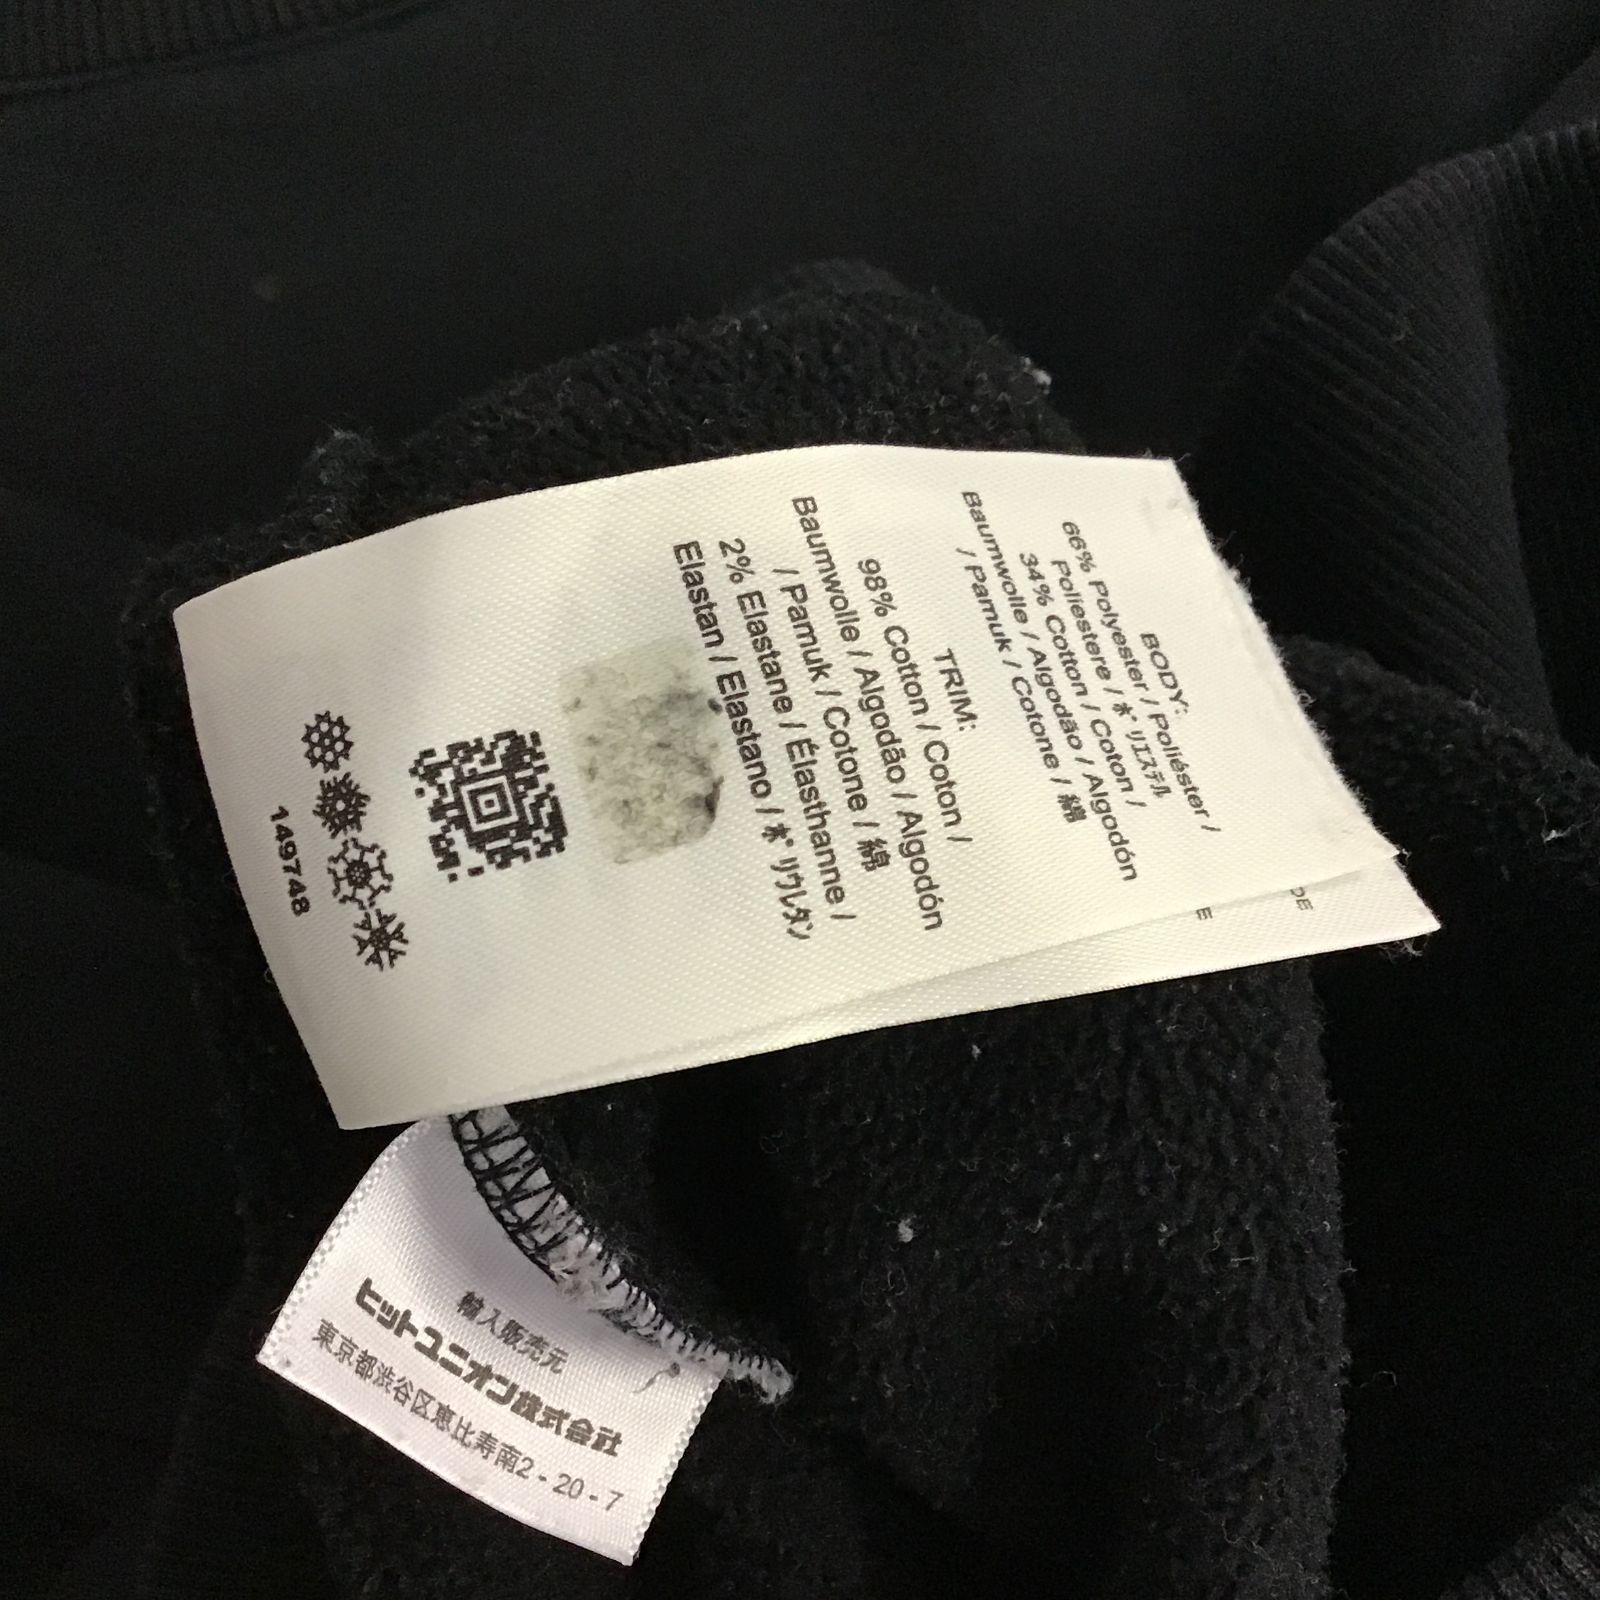 BODY:
66% Polyester / Poliéster /
Poliestere / ポリエステル
34% Cotton / Coton /
Baumwolle / Algodão / Algodón
/ Pamuk / Cotone / 綿
TRIM:
98% Cotton / Coton /
Baumwolle / Algodão / Algodón
/ Pamuk / Cotone / 綿
2% Elastane / Élasthanne /
Elastan / Elastano / ポリウレタン
149748
DE
E
輸入販売元
ヒットユニオン株式会社
東京都渋谷区恵比寿南2-20-7